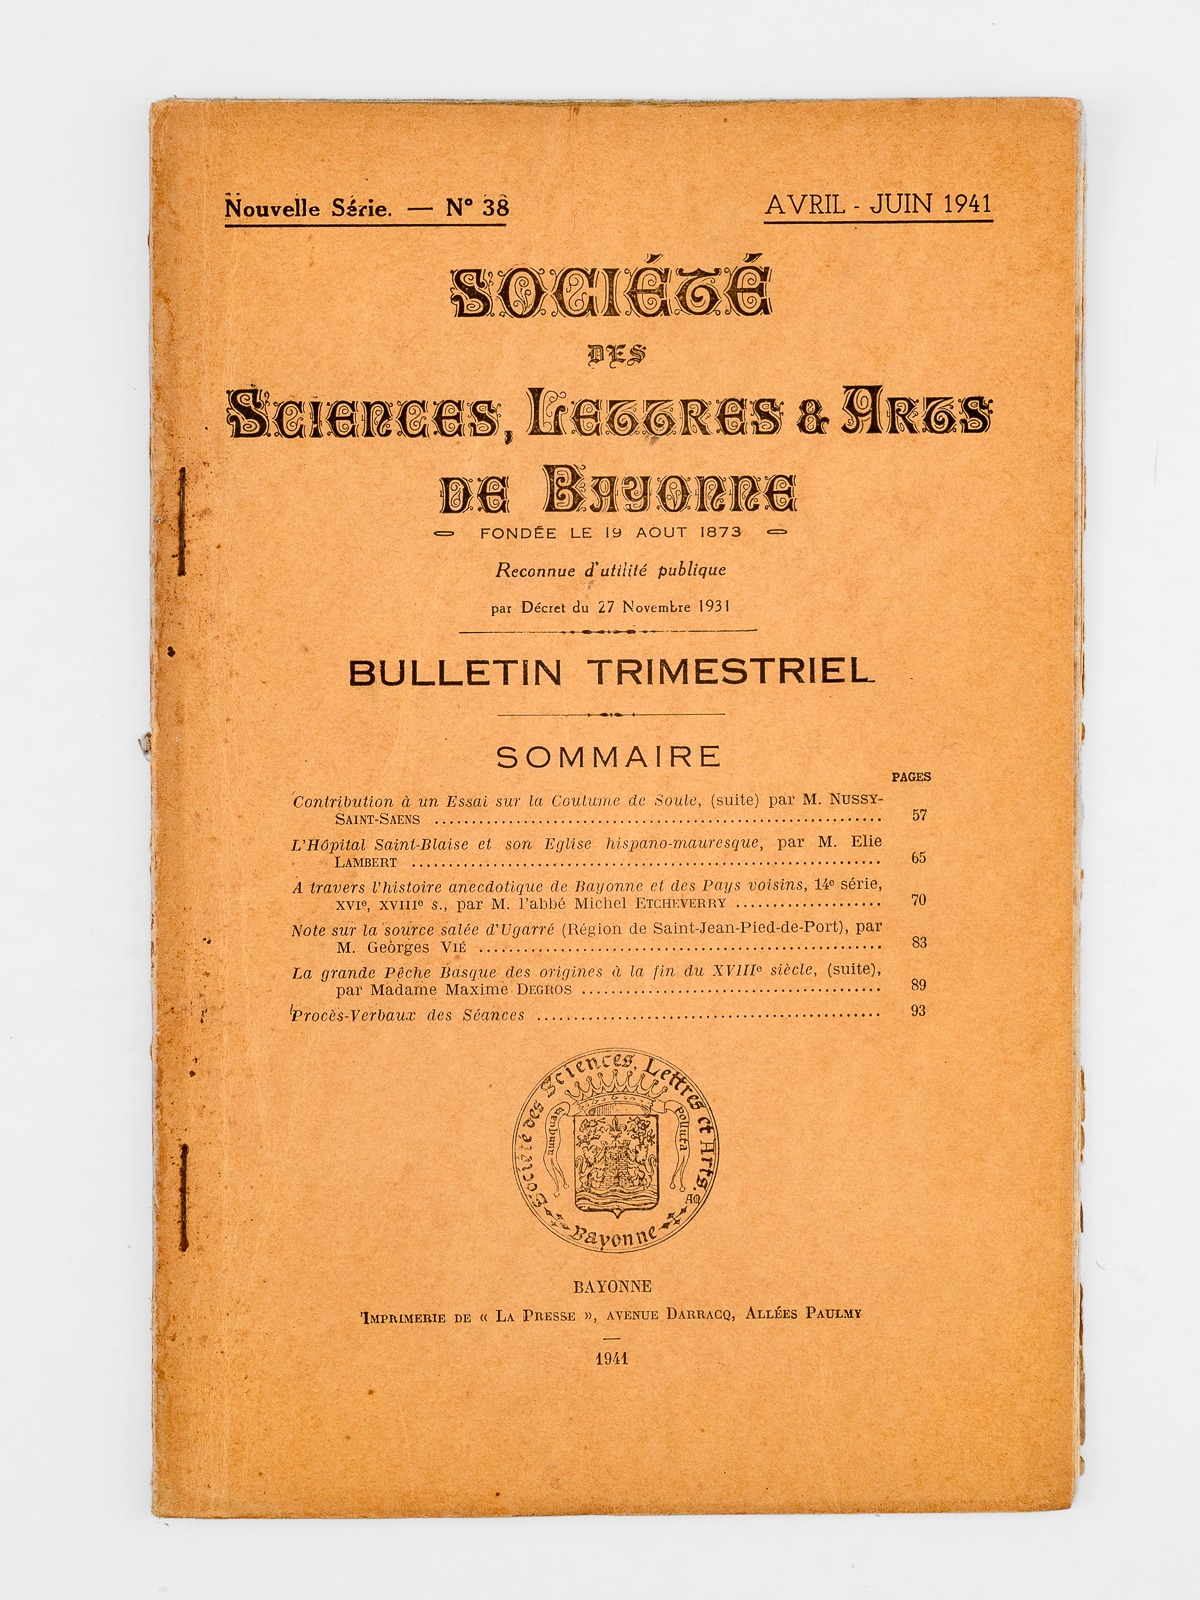 Nouvelle Série. — N° 38
AVRIL - JUIN 1941
SOCIÉTÉ
DES
SCIENCES, LETTRES & ARTS
DE BAYONNE
FONDÉE LE 19 AOUT 1873
Reconnue d'utilité publique
par Décret du 27 Novembre 1931
BULLETIN TRIMESTRIEL
SOMMAIRE
PAGES
Contribution à un Essai sur la Coutume de Soule, (suite) par M. NUSSY-
SAINT-SAENS ........ 57
L'Hôpital Saint-Blaise et son Eglise hispano-mauresque, par M. Elie
LAMBERT ........ 65
A travers l'histoire anecdotique de Bayonne et des Pays voisins, 14e série,
XVIe, XVIIIe s., par M. l'abbé Michel ETCHEVERRY ........ 70
Note sur la source salée d'Ugarré (Région de Saint-Jean-Pied-de-Port), par
M. Georges VIÉ ........ 83
La grande Pêche Basque des origines à la fin du XVIIIe siècle, (suite),
par Madame Maxime DEGROS ........ 89
Procès-Verbaux des Séances ........ 93
Société des Sciences, Lettres et Arts.
nunquam
polluta
AM
Bayonne
BAYONNE
IMPRIMERIE DE « LA PRESSE », AVENUE DARRACQ, ALLÉES PAULMY
1941